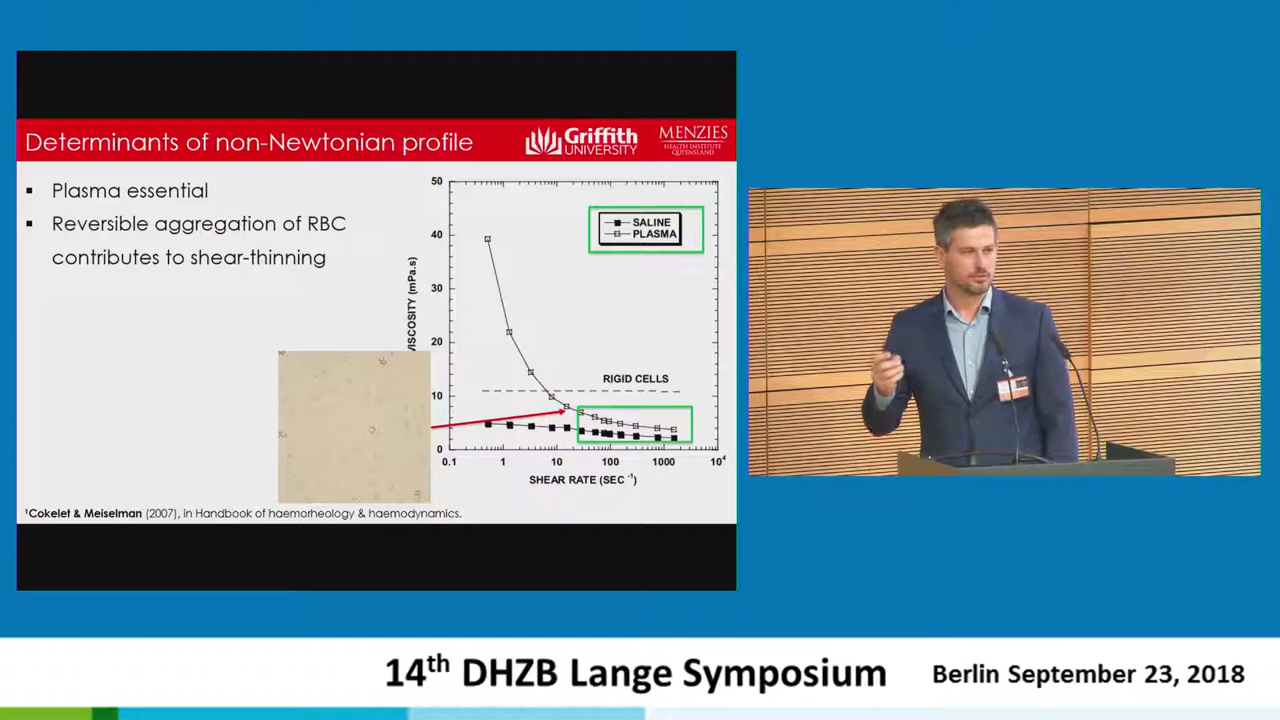 Determinants of non-Newtonian profile
Griffith
UNIVERSITY
MENZIES
HEALTH INSTITUTE
QUEENSLAND
▪ Plasma essential
▪ Reversible aggregation of RBC
contributes to shear-thinning
50
40
30
20
10
0
VISCOSITY (mPa.s)
SALINE
PLASMA
RIGID CELLS
0.1 1 10 100 1000 10⁴
SHEAR RATE (SEC ⁻¹)
¹Cokelet & Meiselman (2007), in Handbook of haemorheology & haemodynamics.
14th DHZB Lange Symposium
Berlin September 23, 2018